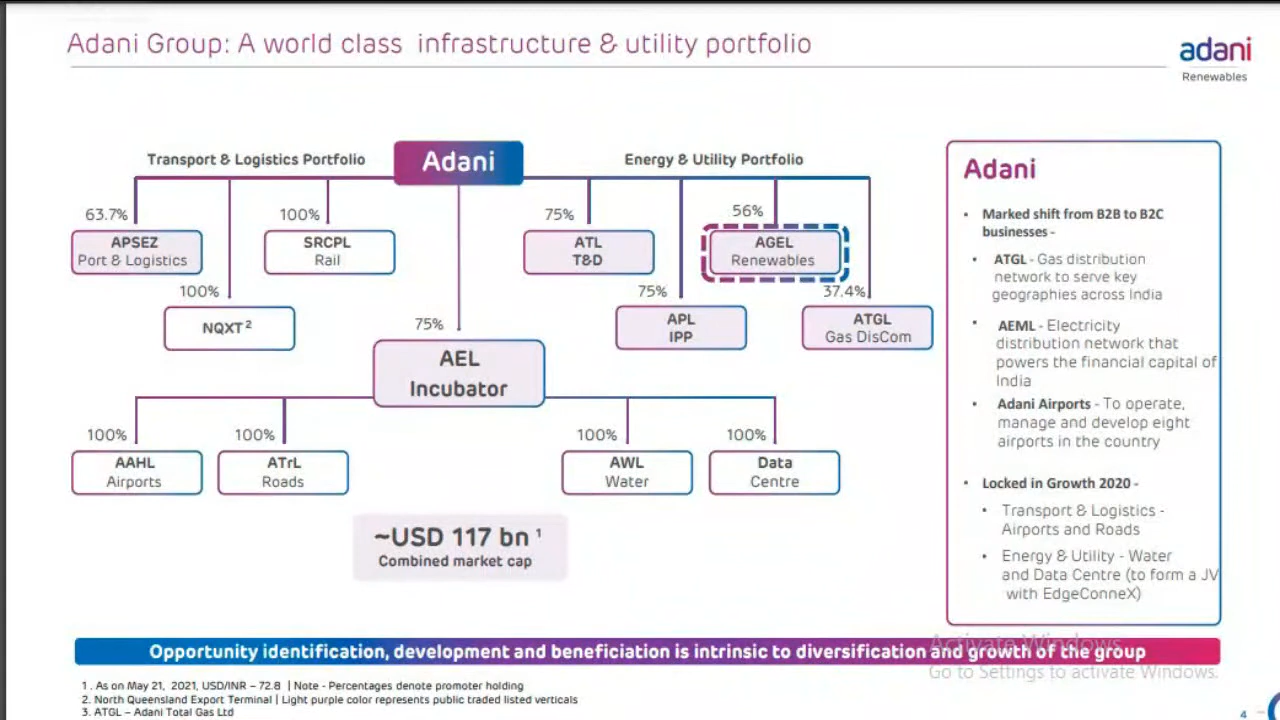 Adani Group: A world class infrastructure & utility portfolio
adani
Renewables
Transport & Logistics Portfolio
Adani
Energy & Utility Portfolio
63.7%
APSEZ
Port & Logistics
100%
SRCPL
Rail
75%
ATL
T&D
56%
AGEL
Renewables
100%
NQXT 2
75%
APL
IPP
37.4%
ATGL
Gas DisCom
75%
AEL
Incubator
100%
AAHL
Airports
100%
ATrL
Roads
100%
AWL
Water
100%
Data
Centre
~USD 117 bn 1
Combined market cap
Adani
• Marked shift from B2B to B2C
businesses -
• ATGL - Gas distribution
network to serve key
geographies across India
• AEML - Electricity
distribution network that
powers the financial capital of
India
• Adani Airports - To operate,
manage and develop eight
airports in the country
• Locked in Growth 2020 -
• Transport & Logistics -
Airports and Roads
• Energy & Utility - Water
and Data Centre (to form a JV
with EdgeConneX)
Opportunity identification, development and beneficiation is intrinsic to diversification and growth of the group
Activate Windows
Go to Settings to activate Windows.
1 . As on May 21, 2021, USD/INR – 72.8 | Note - Percentages denote promoter holding
2. North Queensland Export Terminal | Light purple color represents public traded listed verticals
3. ATGL – Adani Total Gas Ltd
4